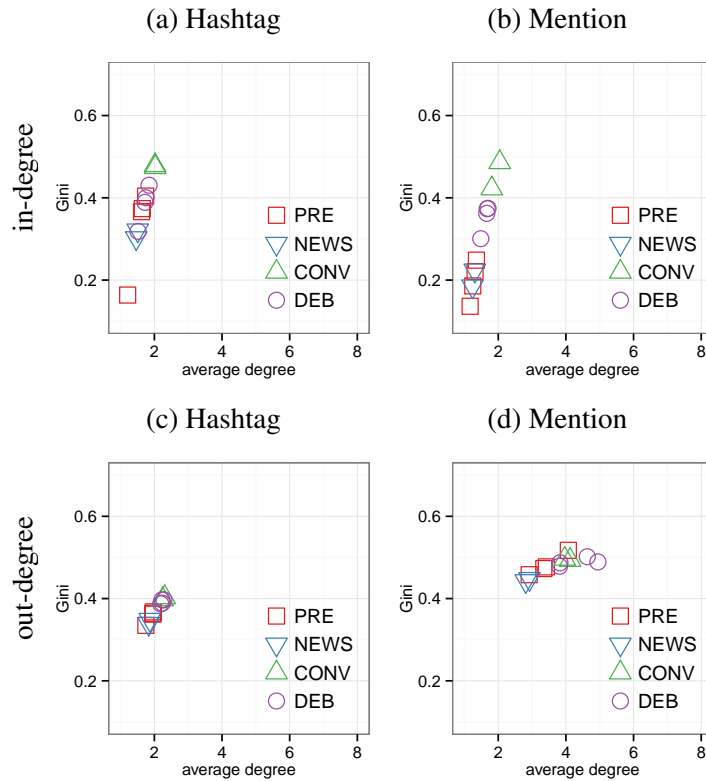 (a) Hashtag
(b) Mention
in-degree
Gini
0.6
0.4
0.2
PRE
NEWS
CONV
DEB
2 4 6 8
average degree
Gini
0.6
0.4
0.2
PRE
NEWS
CONV
DEB
2 4 6 8
average degree
(c) Hashtag
(d) Mention
out-degree
Gini
0.6
0.4
0.2
PRE
NEWS
CONV
DEB
2 4 6 8
average degree
Gini
0.6
0.4
0.2
PRE
NEWS
CONV
DEB
2 4 6 8
average degree